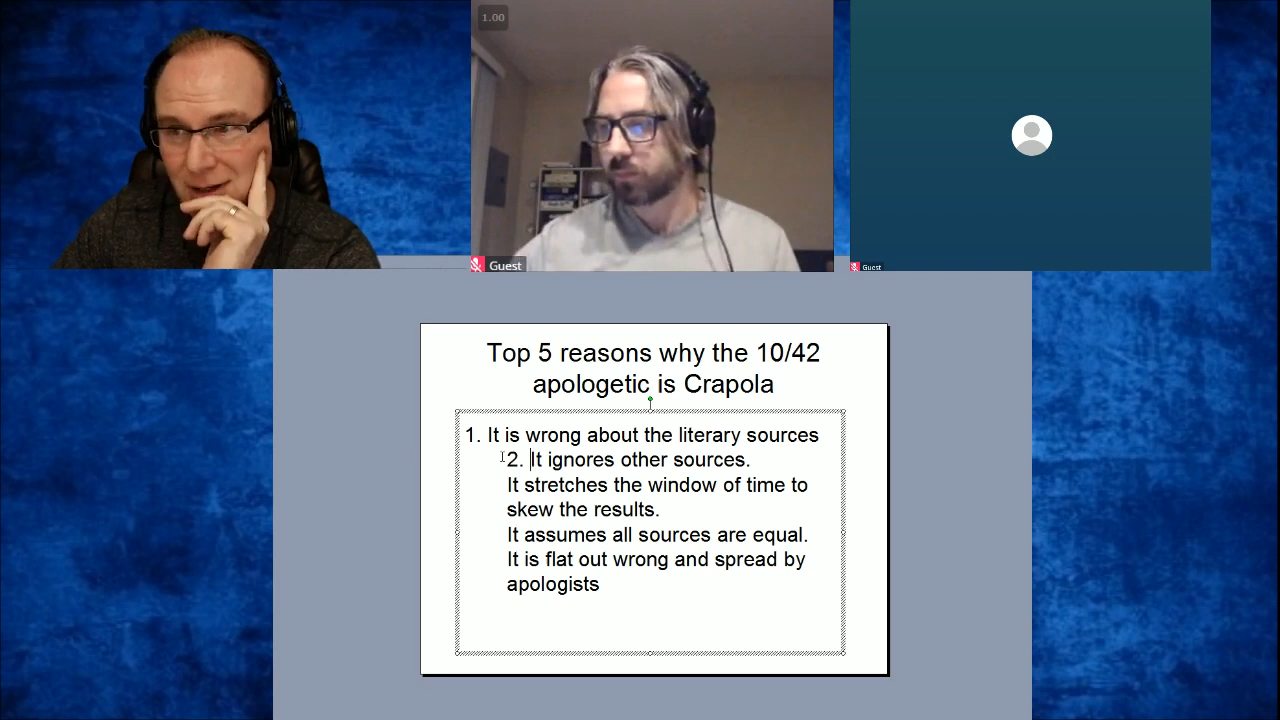 1.00
Guest
Guest
Top 5 reasons why the 10/42
apologetic is Crapola
1. It is wrong about the literary sources
2. It ignores other sources.
It stretches the window of time to
skew the results.
It assumes all sources are equal.
It is flat out wrong and spread by
apologists